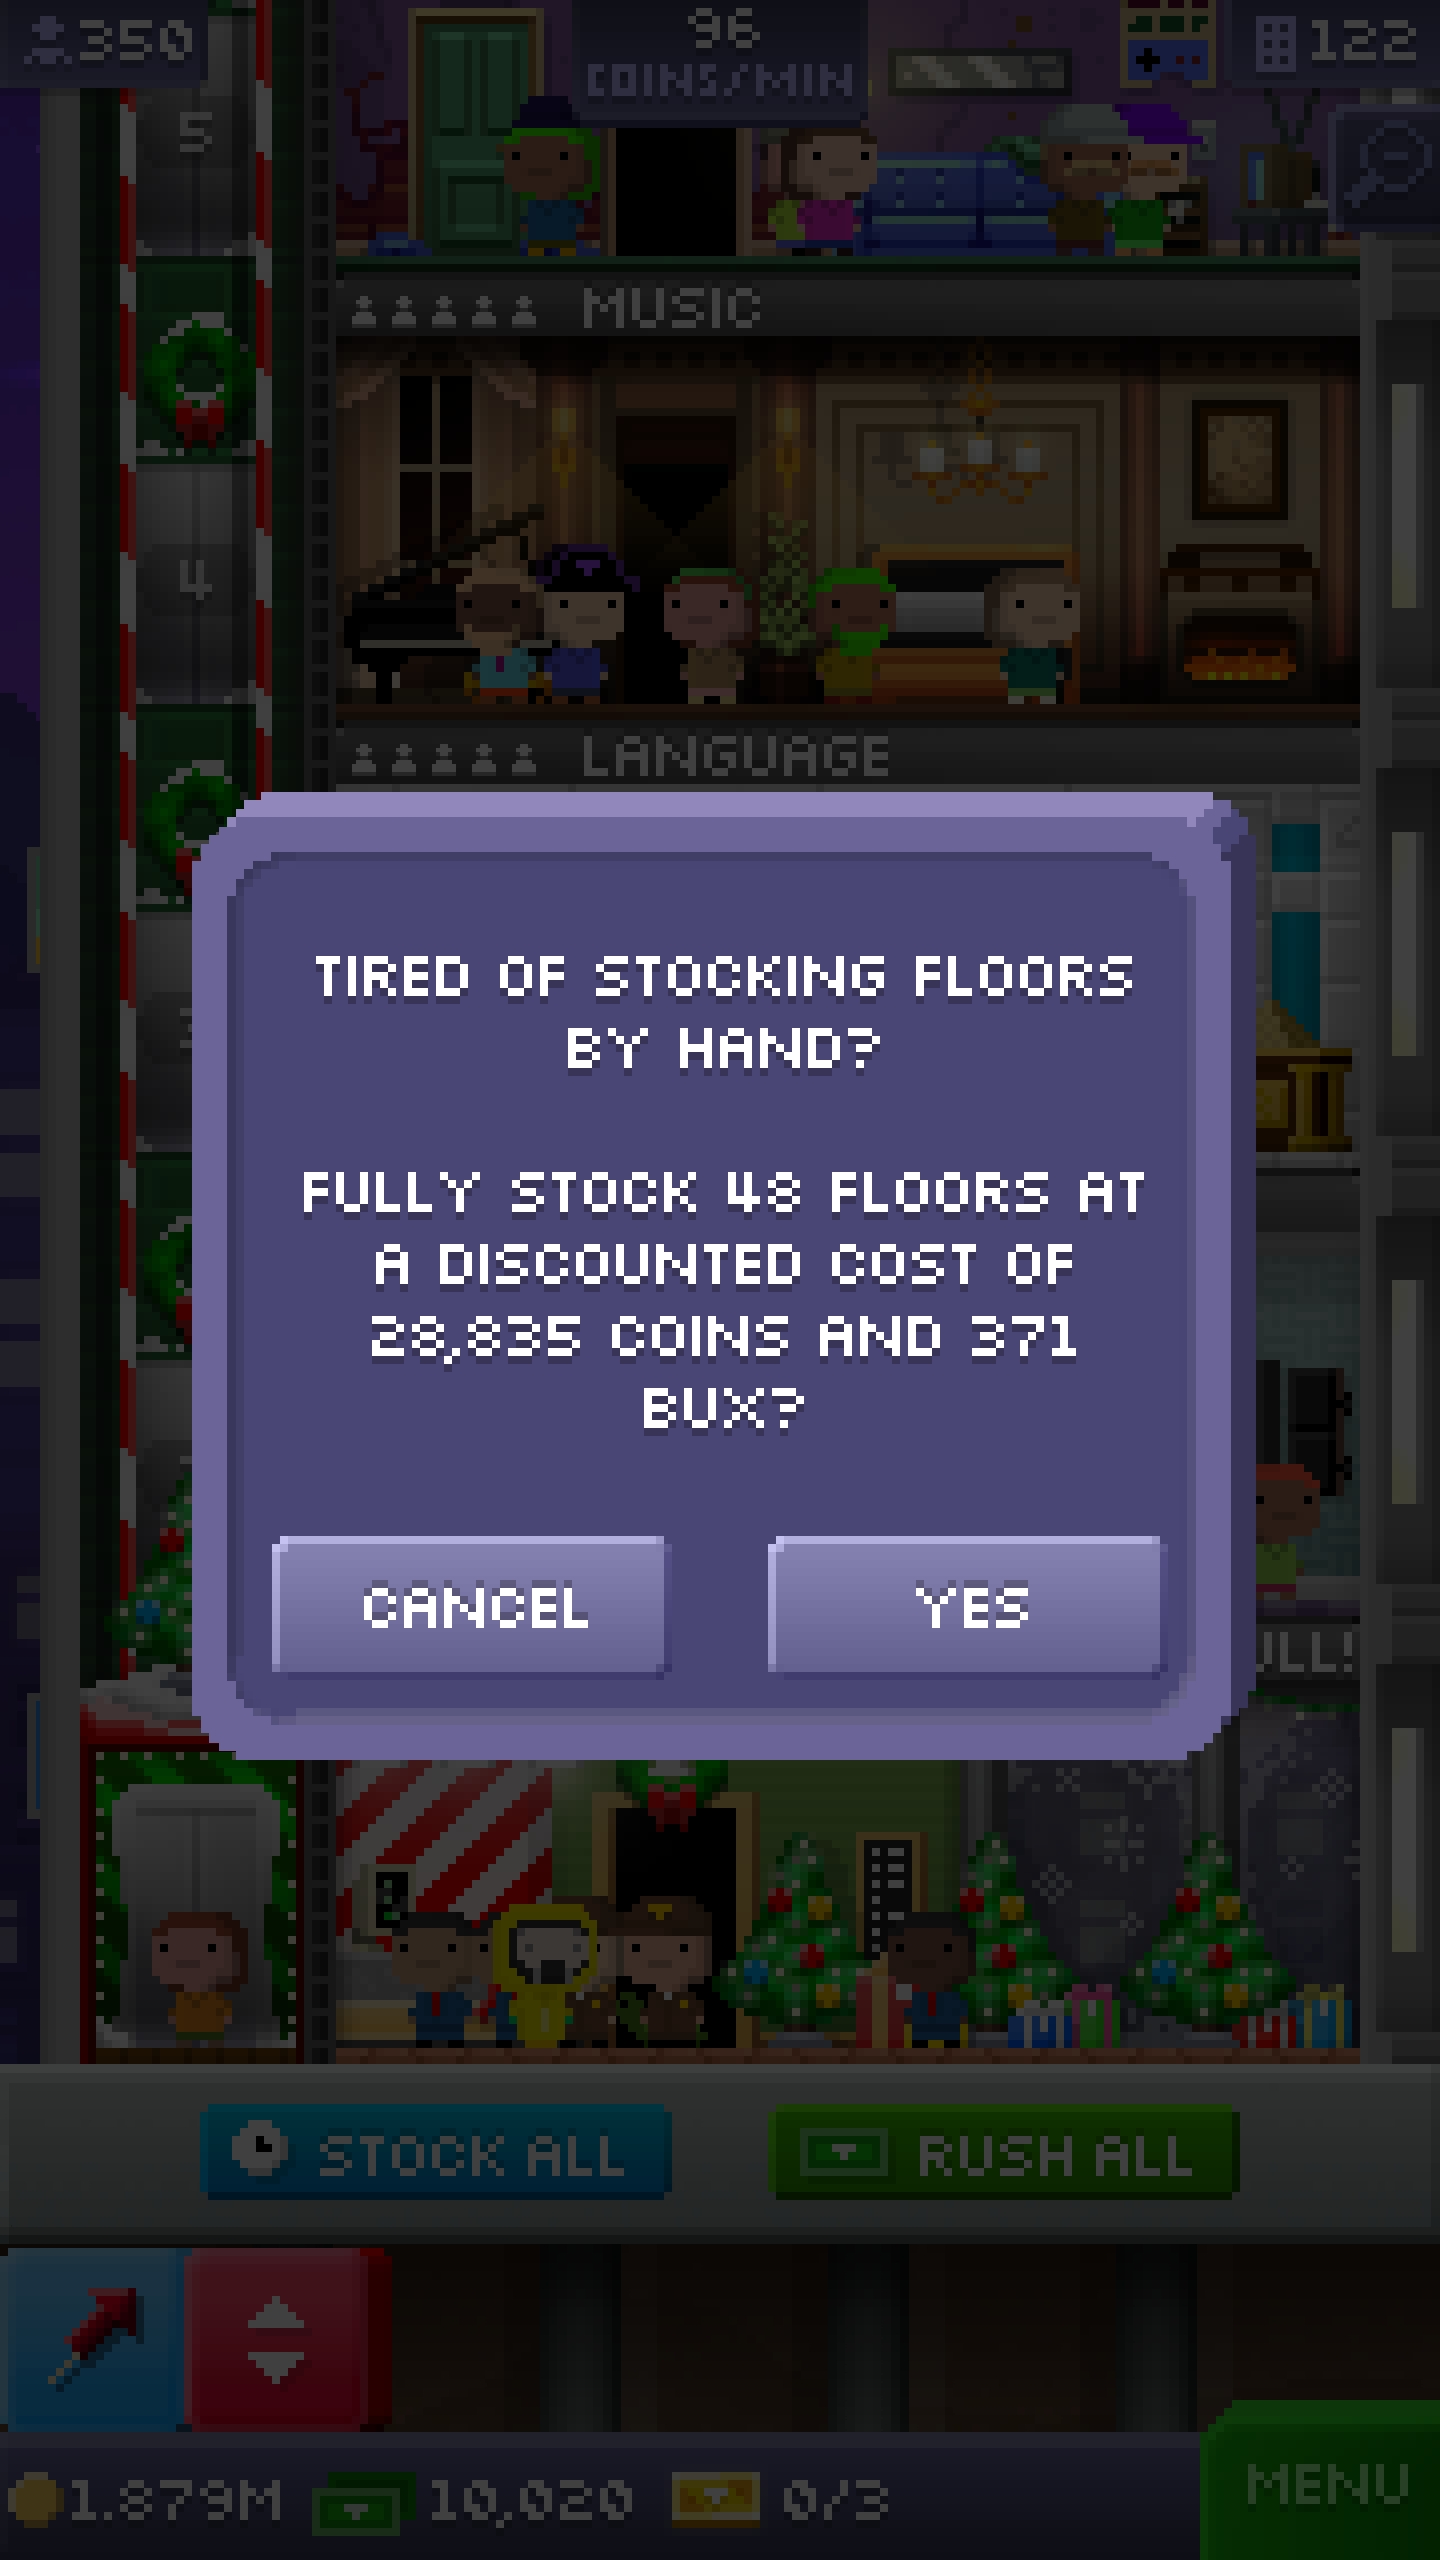 350
96
COINS/MIN
122
5
MUSIC
4
LANGUAGE
TIRED OF STOCKING FLOORS
BY HAND?
FULLY STOCK 48 FLOORS AT
A DISCOUNTED COST OF
28,835 COINS AND 371
BUX?
CANCEL
YES
ULL!
STOCK ALL
RUSH ALL
1.879M
10,020
0/3
MENU